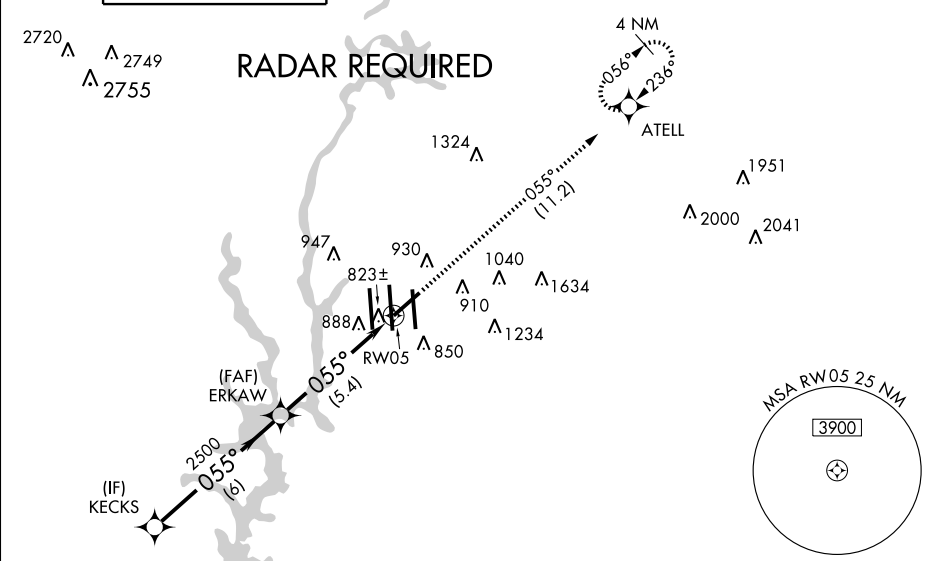 4 NM
2720
2749
2755
RADAR REQUIRED
056°
236°
ATELL
1324
055°
(11.2)
1951
2000
2041
947
930
1040
823±
1634
910
888
1234
RW05
850
055°
(5.4)
(FAF)
ERKAW
2500
055°
(6)
(IF)
KECKS
MSA RW05 25 NM
3900